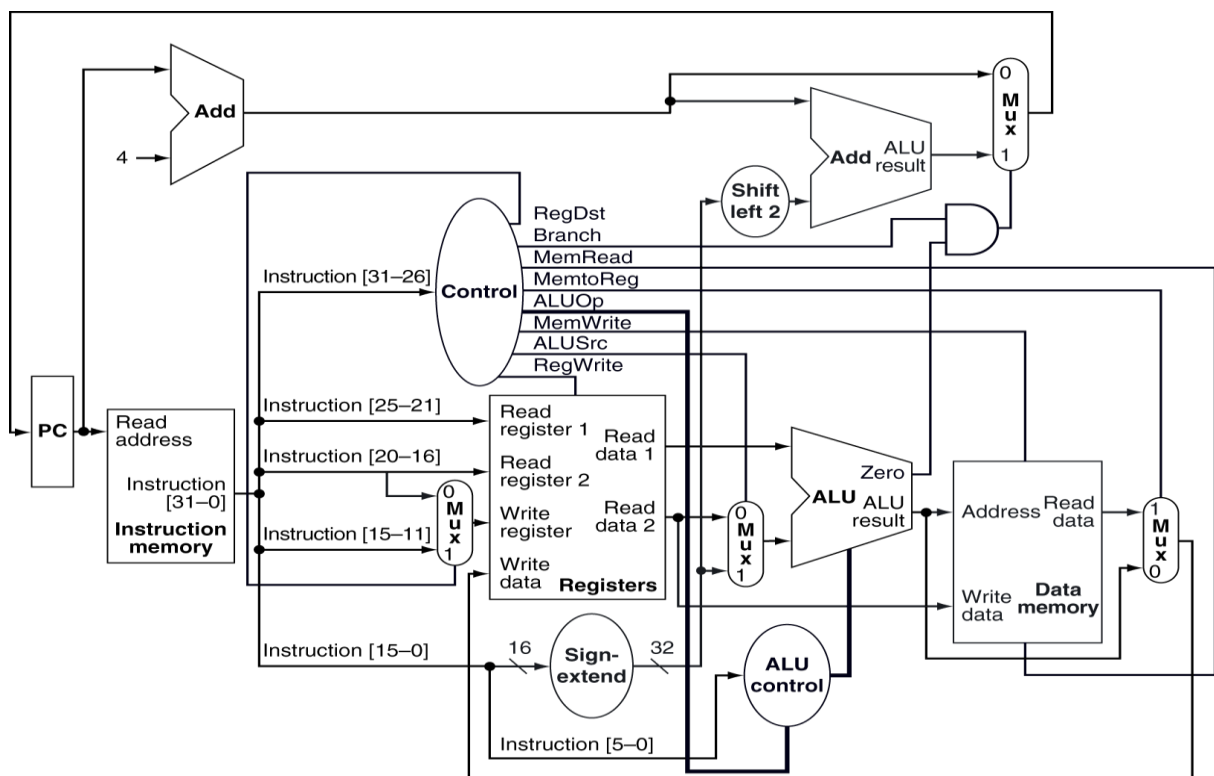 Add
4
0
Mux
1
Add
ALU
result
Shift
left 2
RegDst
Branch
MemRead
MemtoReg
ALUOp
MemWrite
ALUSrc
RegWrite
Control
Instruction [31–26]
Instruction [25–21]
Instruction [20–16]
Instruction [15–11]
Instruction [15–0]
Instruction [5–0]
PC
Read
address
Instruction
[31–0]
Instruction
memory
0
Mux
1
Read
register 1
Read
register 2
Write
register
Write
data
Read
data 1
Read
data 2
Registers
0
Mux
1
Zero
ALU
ALU
result
Address
Read
data
Write
data
Data
memory
1
Mux
0
16
Sign-
extend
32
ALU
control